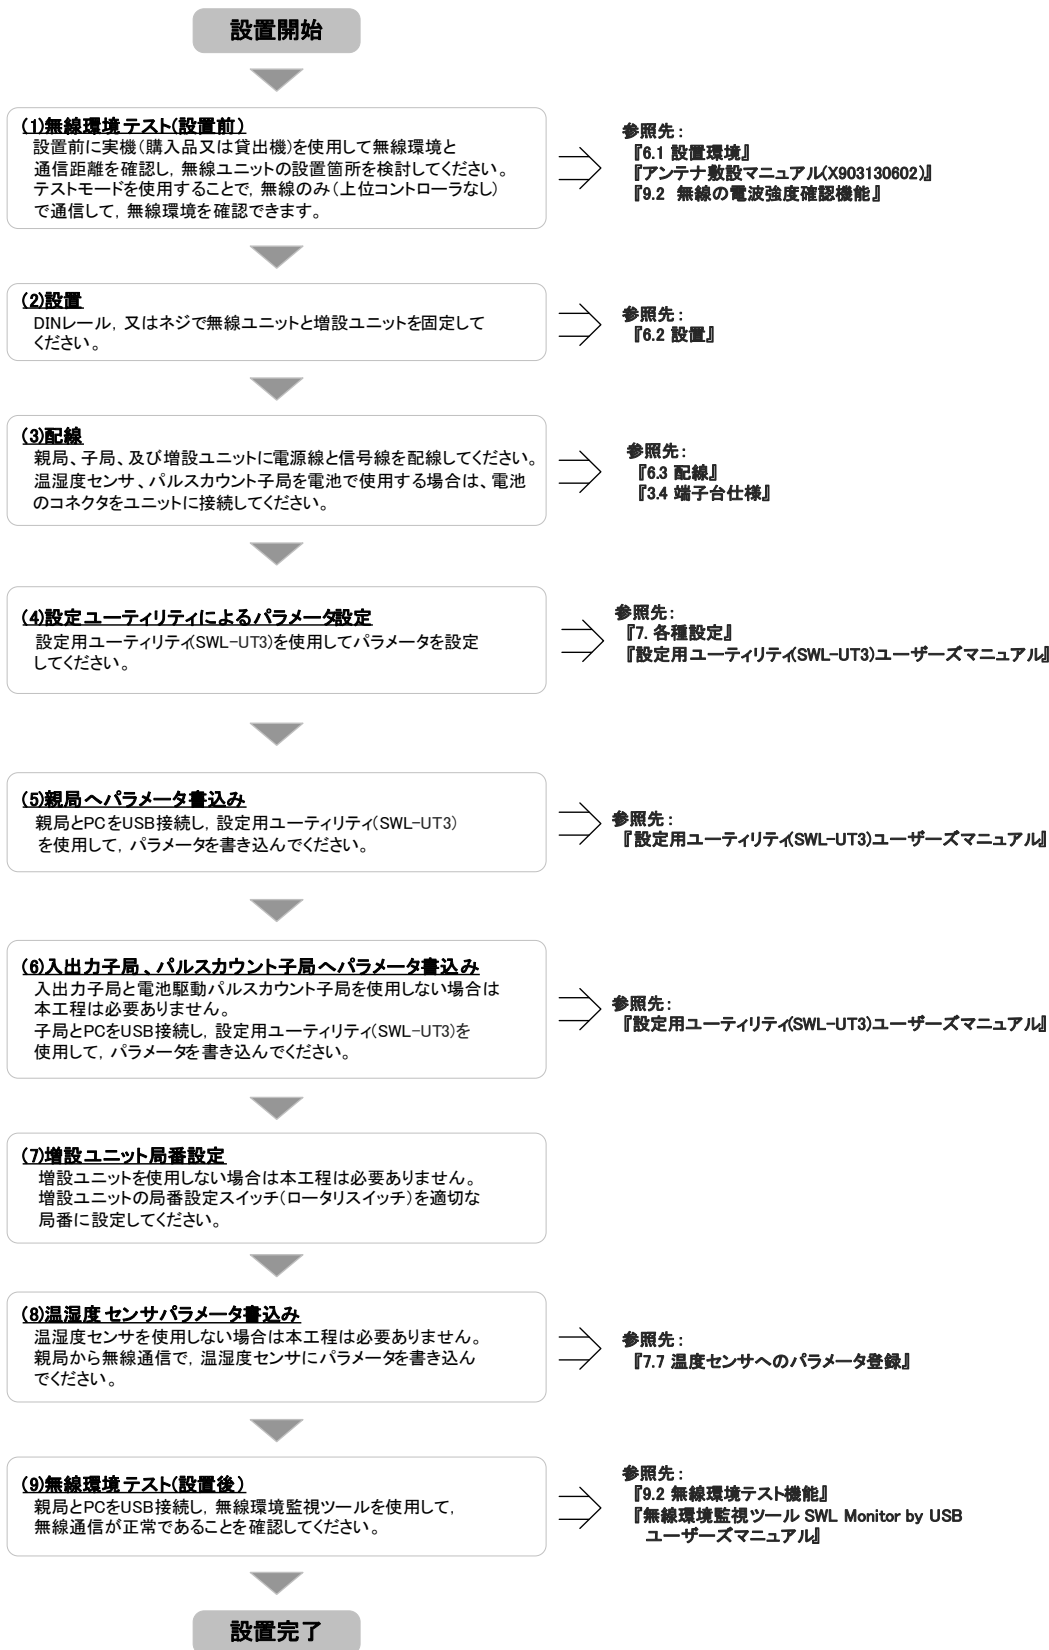 設置開始
(1)無線環境テスト(設置前)
設置前に実機(購入品又は貸出機)を使用して無線環境と
通信距離を確認し,無線ユニットの設置箇所を検討してください。
テストモードを使用することで,無線のみ(上位コントローラなし)
で通信して,無線環境を確認できます。
参照先:
『6.1 設置環境』
『アンテナ敷設マニュアル(X903130602)』
『9.2 無線の電波強度確認機能』
(2)設置
DINレール,又はネジで無線ユニットと増設ユニットを固定して
ください。
参照先:
『6.2 設置』
(3)配線
親局、子局、及び増設ユニットに電源線と信号線を配線してください。
温湿度センサ、パルスカウント子局を電池で使用する場合は、電池
のコネクタをユニットに接続してください。
参照先:
『6.3 配線』
『3.4 端子台仕様』
(4)設定ユーティリティによるパラメータ設定
設定用ユーティリティ(SWL-UT3)を使用してパラメータを設定
してください。
参照先:
『7. 各種設定』
『設定用ユーティリティ(SWL-UT3)ユーザーズマニュアル』
(5)親局へパラメータ書込み
親局とPCをUSB接続し,設定用ユーティリティ(SWL-UT3)
を使用して,パラメータを書き込んでください。
参照先:
『設定用ユーティリティ(SWL-UT3)ユーザーズマニュアル』
(6)入出力子局、パルスカウント子局へパラメータ書込み
入出力子局と電池駆動パルスカウント子局を使用しない場合は
本工程は必要ありません。
子局とPCをUSB接続し,設定用ユーティリティ(SWL-UT3)を
使用して,パラメータを書き込んでください。
参照先:
『設定用ユーティリティ(SWL-UT3)ユーザーズマニュアル』
(7)増設ユニット局番設定
増設ユニットを使用しない場合は本工程は必要ありません。
増設ユニットの局番設定スイッチ(ロータリスイッチ)を適切な
局番に設定してください。
(8)温湿度センサパラメータ書込み
温湿度センサを使用しない場合は本工程は必要ありません。
親局から無線通信で,温湿度センサにパラメータを書き込ん
でください。
参照先:
『7.7 温度センサへのパラメータ登録』
(9)無線環境テスト(設置後)
親局とPCをUSB接続し,無線環境監視ツールを使用して,
無線通信が正常であることを確認してください。
参照先:
『9.2 無線環境テスト機能』
『無線環境監視ツール SWL Monitor by USB
ユーザーズマニュアル』
設置完了